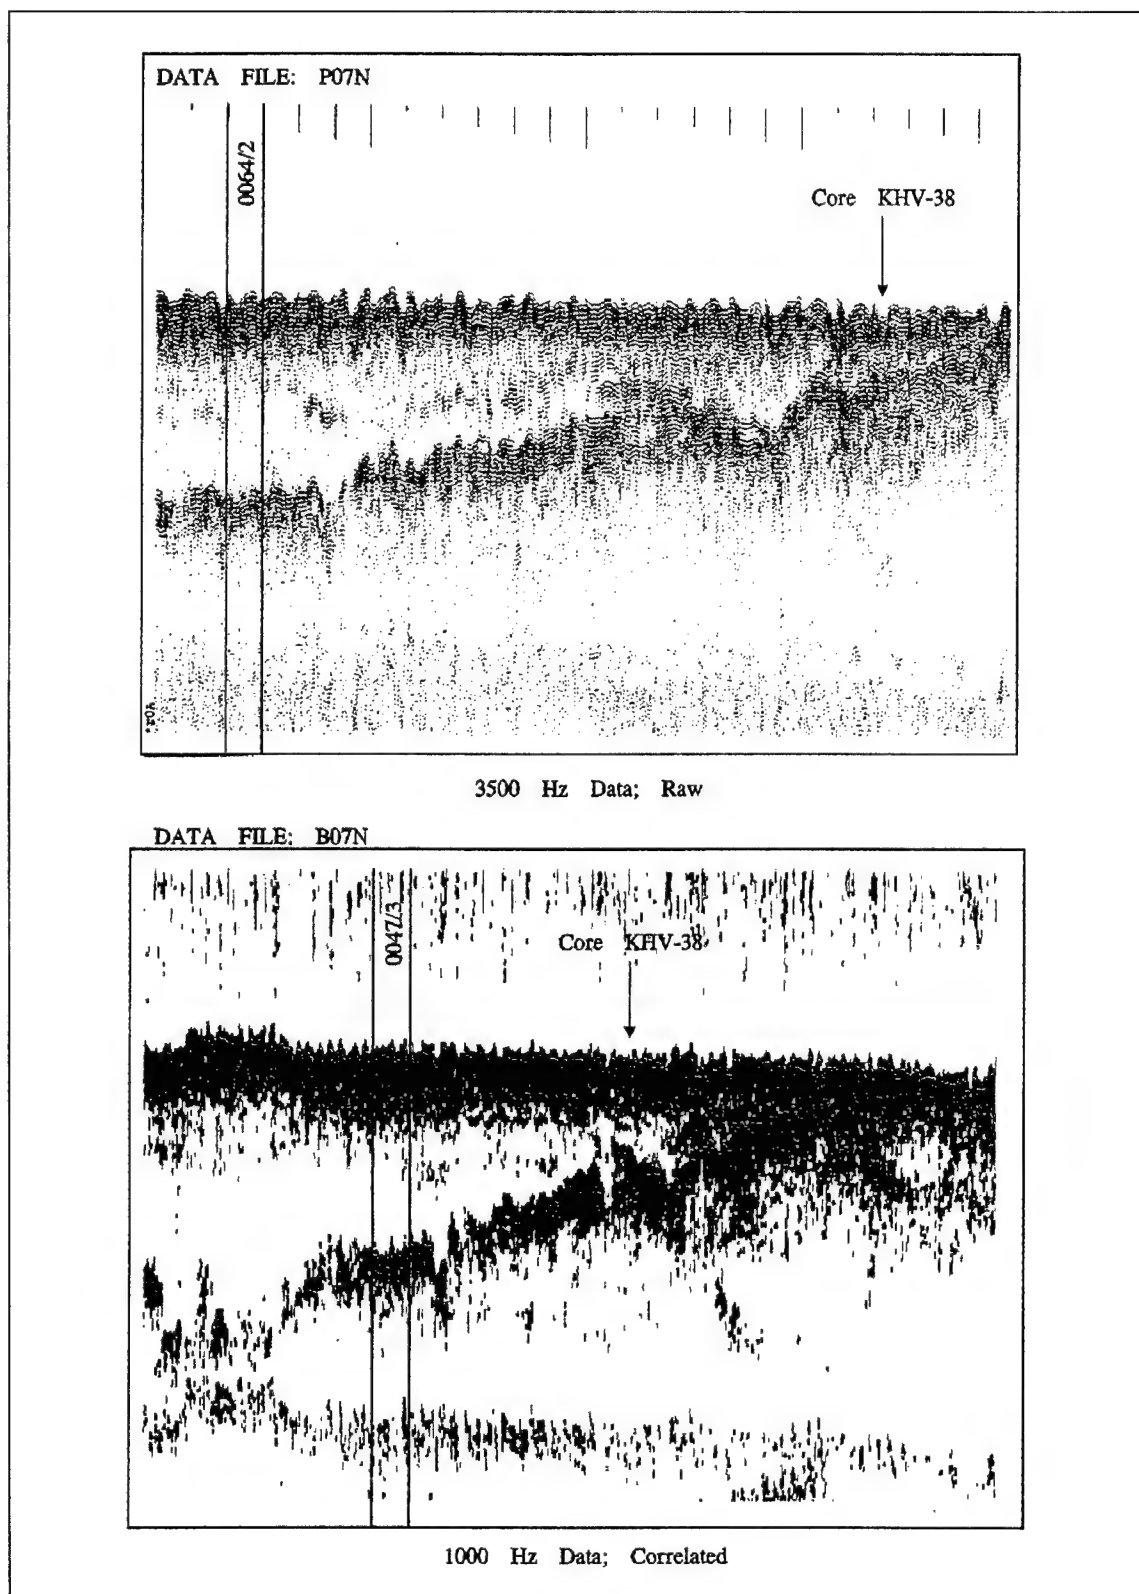 DATA FILE: P07N
0064/2
Core KHV-38
3500 Hz Data; Raw
DATA FILE: B07N
0047/3
Core KHV-38
1000 Hz Data; Correlated